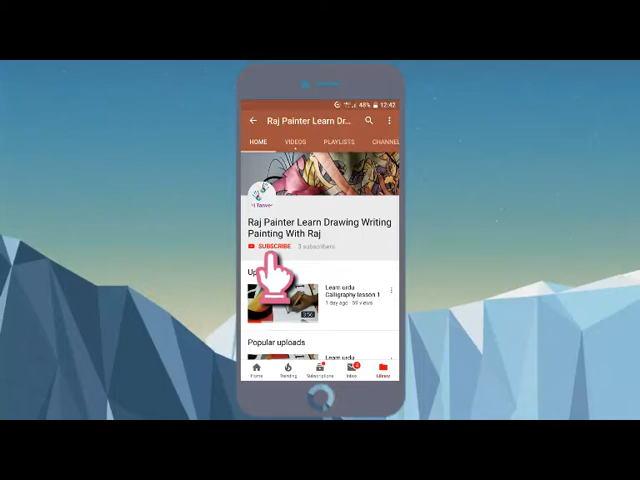 48% 12:42
Raj Painter Learn Dr...
HOME VIDEOS PLAYLISTS CHANNEL
Raj Painter Learn Drawing Writing
Painting With Raj
SUBSCRIBE 3 subscribers
Up
Learn urdu
Calligraphy lesson 1
1 day ago · 59 views
Popular uploads
Learn urdu
Home Trending Subscriptions Inbox Library